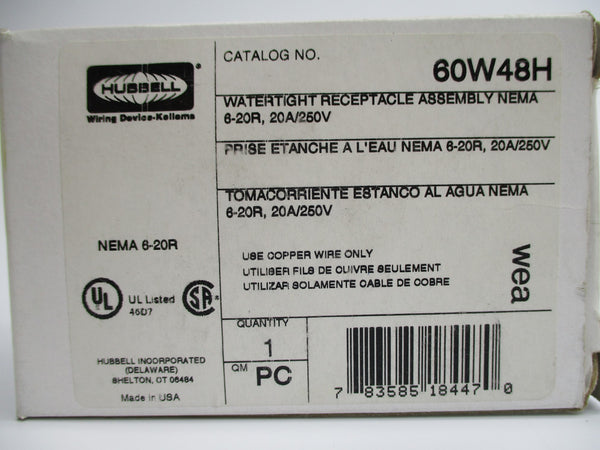 HUBBELL
®
Wiring Device-Kellems
CATALOG NO.
60W48H
WATERTIGHT RECEPTACLE ASSEMBLY NEMA
6-20R, 20A/250V
PRISE ETANCHE A L'EAU NEMA 6-20R, 20A/250V
TOMACORRIENTE ESTANCO AL AGUA NEMA
6-20R, 20A/250V
NEMA 6-20R
USE COPPER WIRE ONLY
UTILISER FILS DE CUIVRE SEULEMENT
UTILIZAR SOLAMENTE CABLE DE COBRE
wea
UL
UL Listed
46D7
SA
QUANTITY
1
QM PC
HUBBELL INCORPORATED
(DELAWARE)
SHELTON, CT 06484
Made in USA
7 83585 18447 0